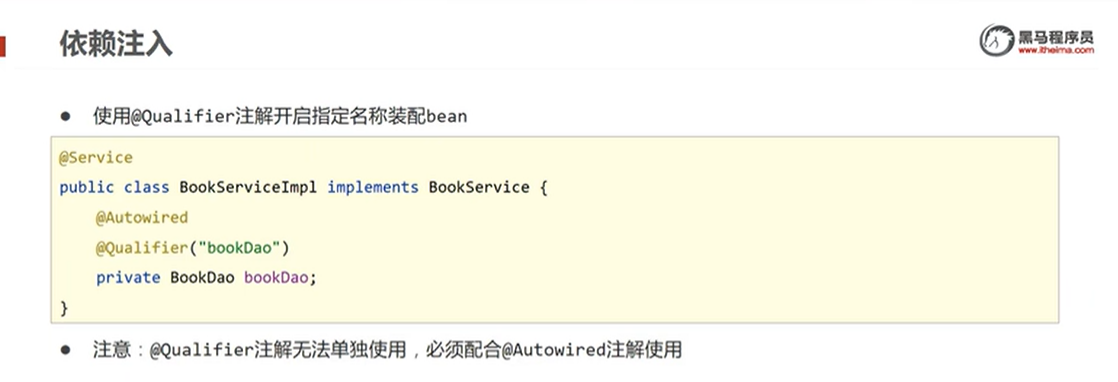 依赖注入
黑马程序员
www.itheima.com
● 使用@Qualifier注解开启指定名称装配bean
@Service
public class BookServiceImpl implements BookService {
    @Autowired
    @Qualifier("bookDao")
    private BookDao bookDao;
}
● 注意：@Qualifier注解无法单独使用，必须配合@Autowired注解使用